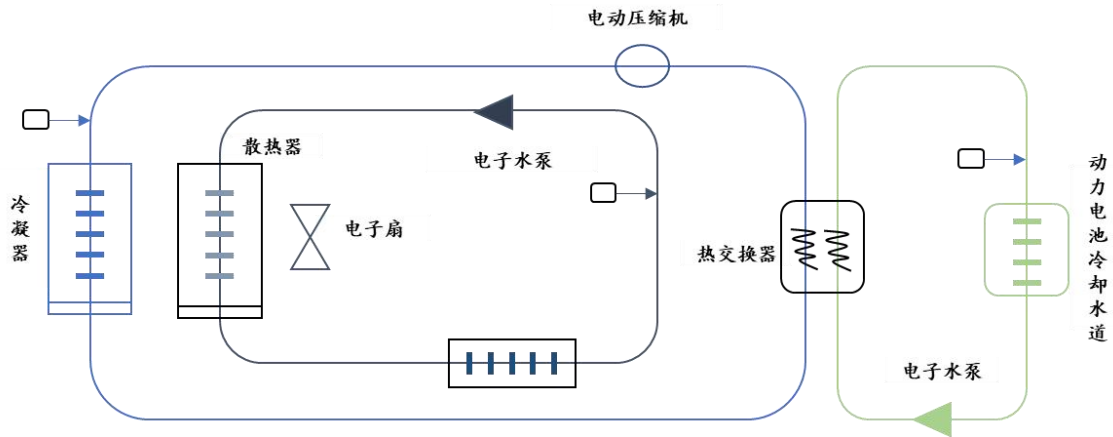 电动压缩机
散热器
电子水泵
冷凝器
电子扇
热交换器
动力电池冷却水道
电子水泵